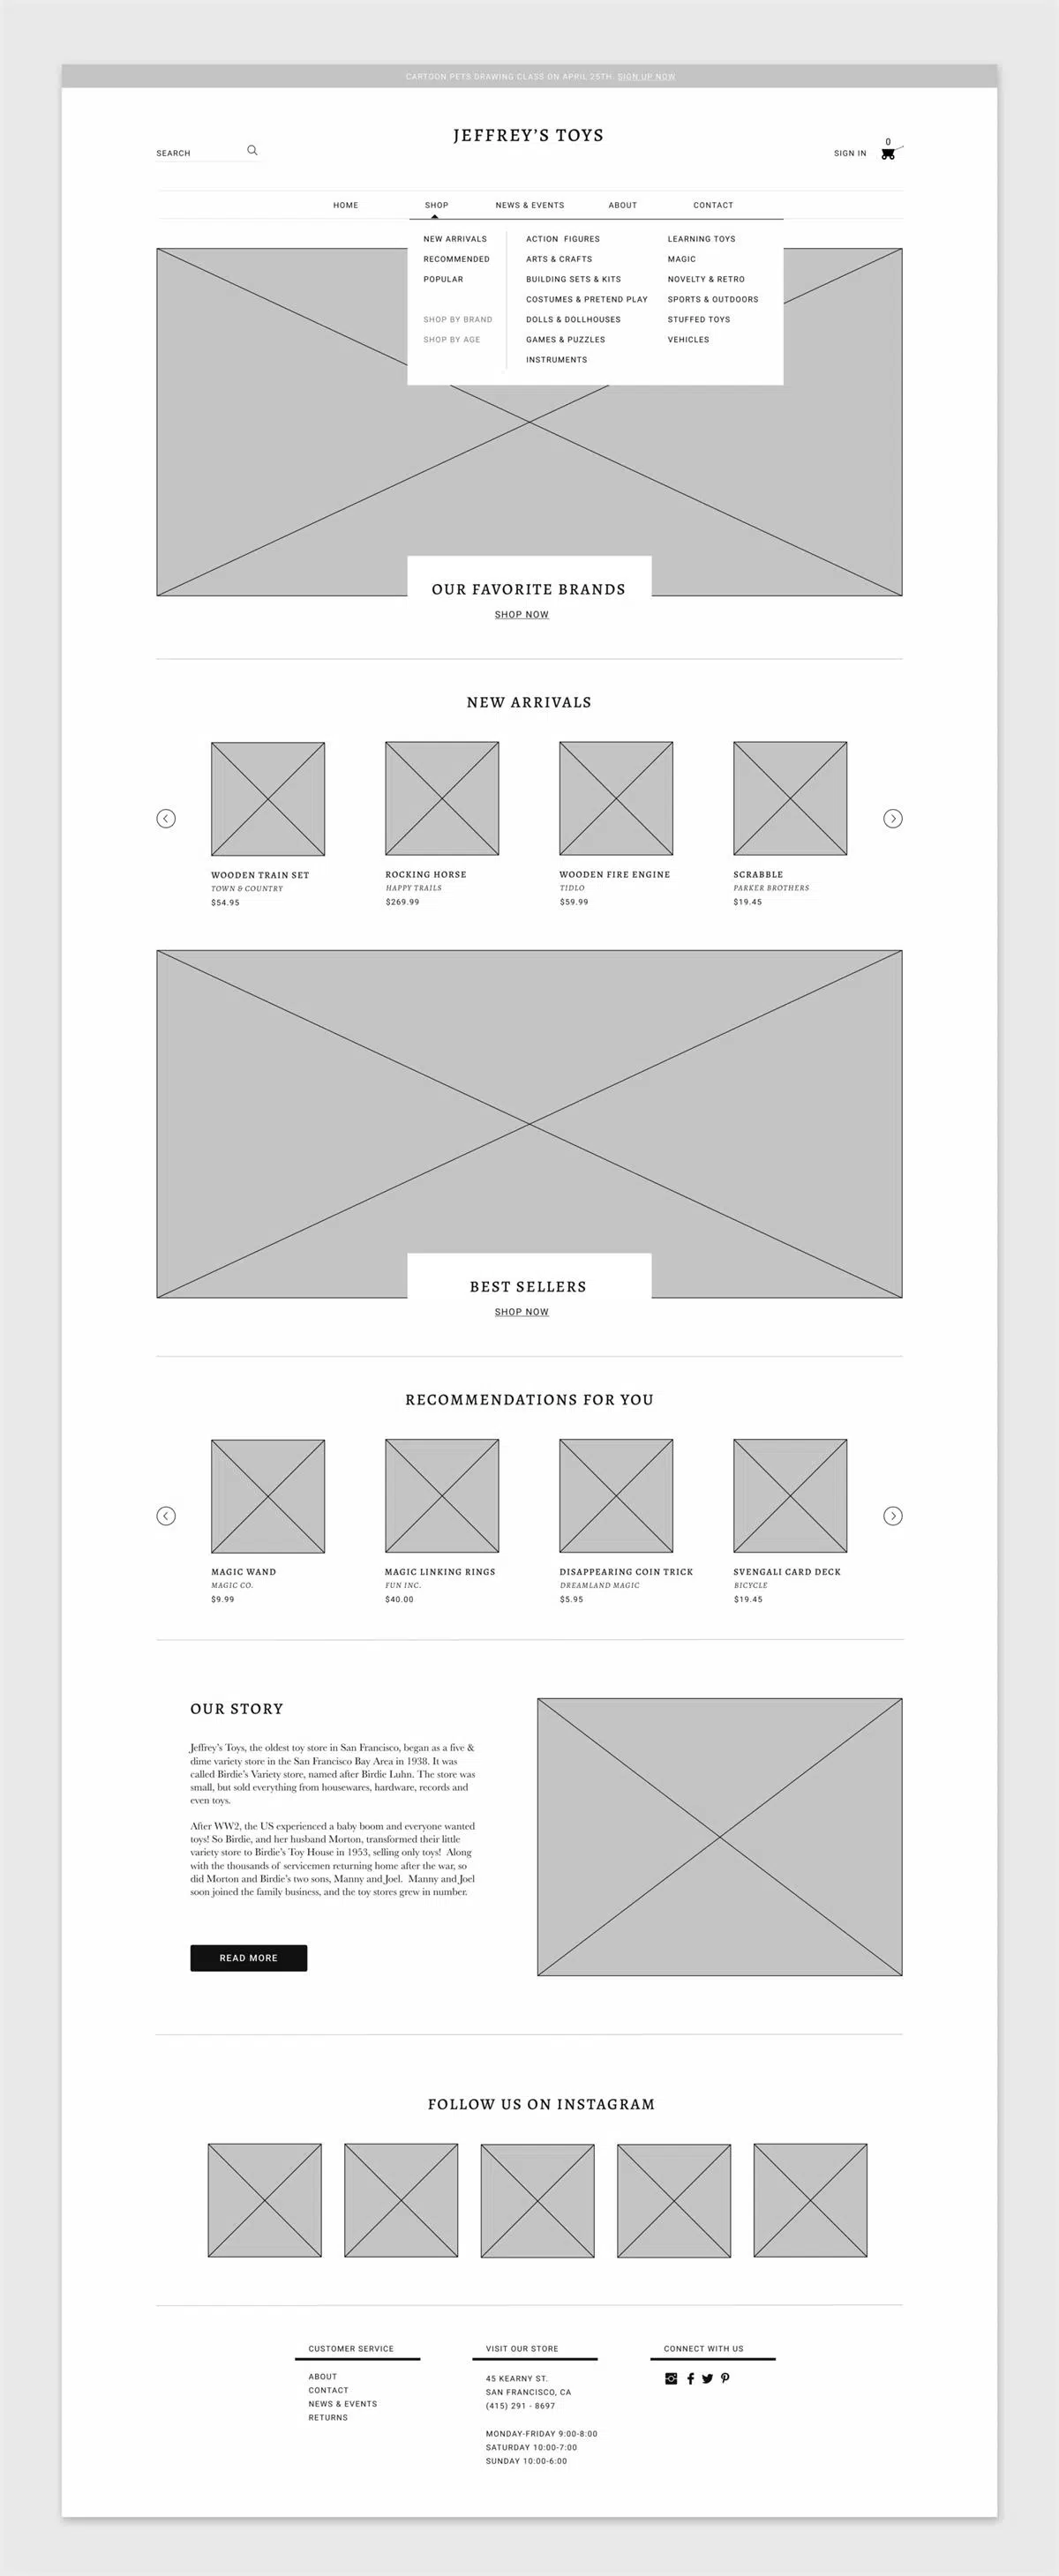 CARTOON PETS DRAWING CLASS ON APRIL 25TH. SIGN UP NOW
JEFFREY'S TOYS
SEARCH
0
SIGN IN
HOME SHOP NEWS & EVENTS ABOUT CONTACT
NEW ARRIVALS
RECOMMENDED
POPULAR
SHOP BY BRAND
SHOP BY AGE
ACTION FIGURES
ARTS & CRAFTS
BUILDING SETS & KITS
COSTUMES & PRETEND PLAY
DOLLS & DOLLHOUSES
GAMES & PUZZLES
INSTRUMENTS
LEARNING TOYS
MAGIC
NOVELTY & RETRO
SPORTS & OUTDOORS
STUFFED TOYS
VEHICLES
OUR FAVORITE BRANDS
SHOP NOW
NEW ARRIVALS
WOODEN TRAIN SET
TOWN & COUNTRY
$54.95
ROCKING HORSE
HAPPY TRAILS
$269.99
WOODEN FIRE ENGINE
TIDLO
$59.99
SCRABBLE
PARKER BROTHERS
$19.45
BEST SELLERS
SHOP NOW
RECOMMENDATIONS FOR YOU
MAGIC WAND
MAGIC CO.
$9.99
MAGIC LINKING RINGS
FUN INC.
$40.00
DISAPPEARING COIN TRICK
DREAMLAND MAGIC
$5.95
SVENGALI CARD DECK
BICYCLE
$19.45
OUR STORY
Jeffrey's Toys, the oldest toy store in San Francisco, began as a five &
dime variety store in the San Francisco Bay Area in 1938. It was
called Birdie's Variety store, named after Birdie Luhn. The store was
small, but sold everything from housewares, hardware, records and
even toys.
After WW2, the US experienced a baby boom and everyone wanted
toys! So Birdie, and her husband Morton, transformed their little
variety store to Birdie's Toy House in 1953, selling only toys! Along
with the thousands of servicemen returning home after the war, so
did Morton and Birdie's two sons, Manny and Joel. Manny and Joel
soon joined the family business, and the toy stores grew in number.
READ MORE
FOLLOW US ON INSTAGRAM
CUSTOMER SERVICE
ABOUT
CONTACT
NEWS & EVENTS
RETURNS
VISIT OUR STORE
45 KEARNY ST.
SAN FRANCISCO, CA
(415) 291 - 8697
MONDAY-FRIDAY 9:00-8:00
SATURDAY 10:00-7:00
SUNDAY 10:00-6:00
CONNECT WITH US